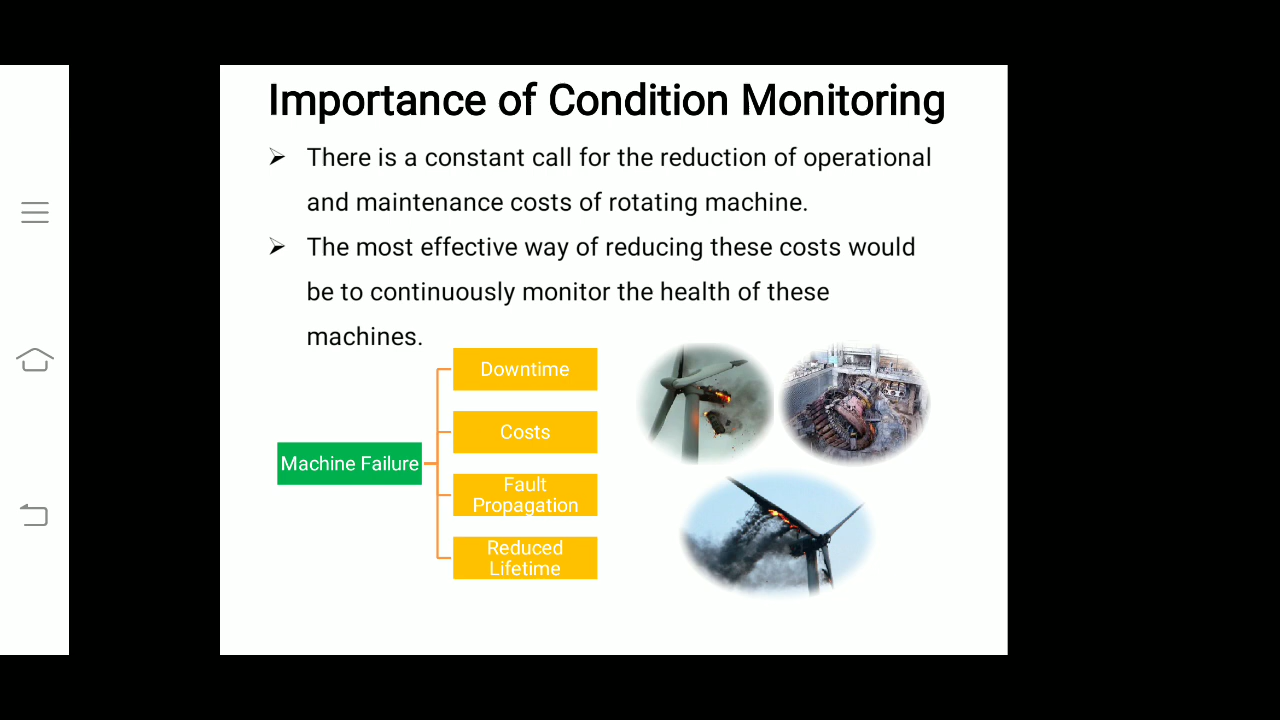 Importance of Condition Monitoring
There is a constant call for the reduction of operational
and maintenance costs of rotating machine.
The most effective way of reducing these costs would
be to continuously monitor the health of these
machines.
Machine Failure
Downtime
Costs
Fault
Propagation
Reduced
Lifetime